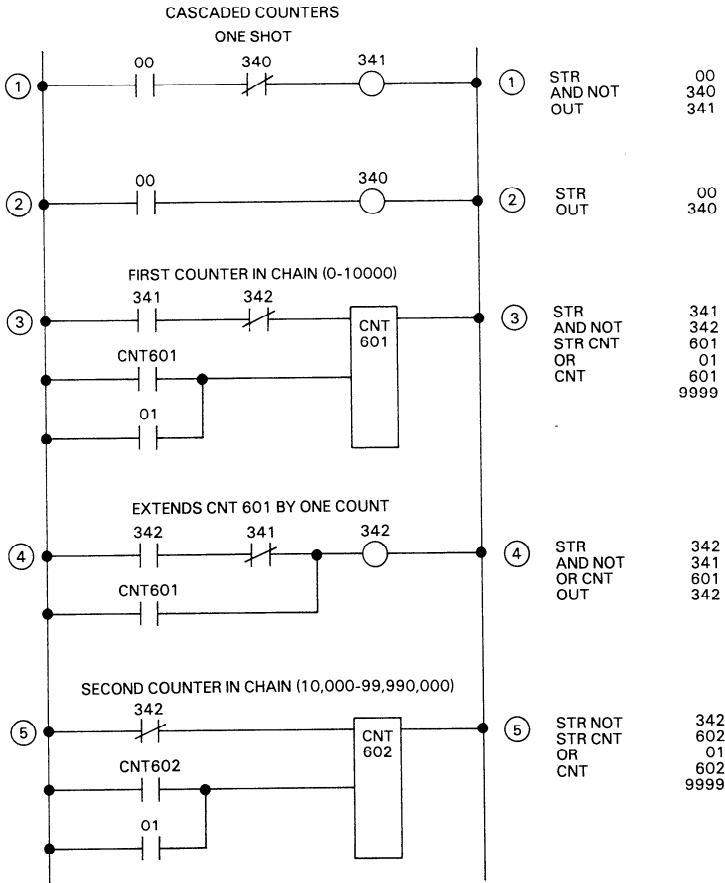 CASCADED COUNTERS
ONE SHOT
00 340 341
1
1 STR 00
AND NOT 340
OUT 341
00 340
2
2 STR 00
OUT 340
FIRST COUNTER IN CHAIN (0-10000)
341 342
3
CNT
601
CNT601
01
3 STR 341
AND NOT 342
STR CNT 601
OR 01
CNT 601
9999
EXTENDS CNT 601 BY ONE COUNT
342 341 342
4
CNT601
4 STR 342
AND NOT 341
OR CNT 601
OUT 342
SECOND COUNTER IN CHAIN (10,000-99,990,000)
342
5
CNT
602
CNT602
01
5 STR NOT 342
STR CNT 602
OR 01
CNT 602
9999